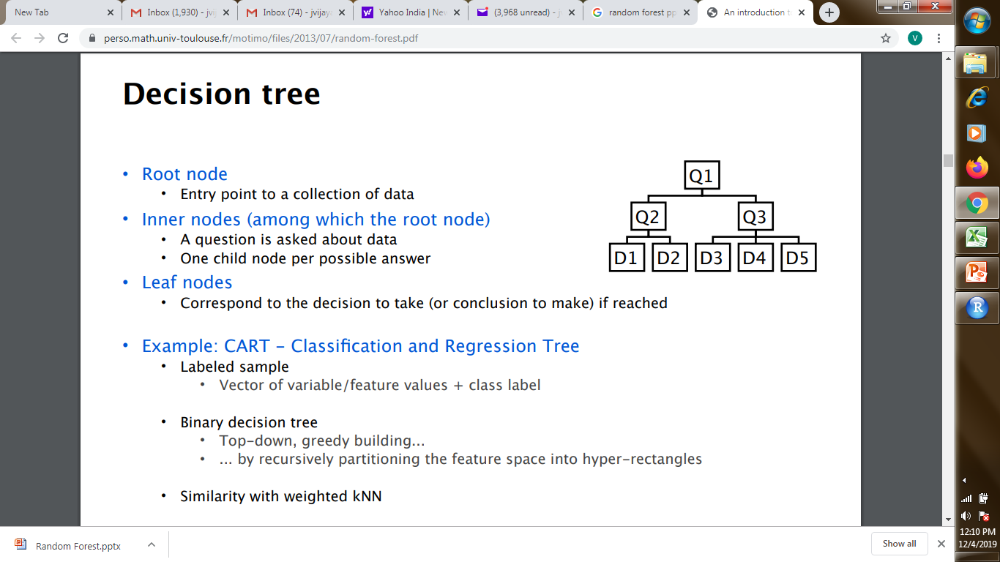 New Tab
Inbox (1,930) - jvij
Inbox (74) - jvijay
Yahoo India | Nev
(3,968 unread) - j
random forest pp
An introduction t
perso.math.univ-toulouse.fr/motimo/files/2013/07/random-forest.pdf
V
Decision tree
• Root node
• Entry point to a collection of data
• Inner nodes (among which the root node)
• A question is asked about data
• One child node per possible answer
• Leaf nodes
• Correspond to the decision to take (or conclusion to make) if reached
Q1
Q2 Q3
D1 D2 D3 D4 D5
• Example: CART - Classification and Regression Tree
• Labeled sample
• Vector of variable/feature values + class label
• Binary decision tree
• Top-down, greedy building...
• ... by recursively partitioning the feature space into hyper-rectangles
• Similarity with weighted kNN
Random Forest.pptx
Show all
R
12:10 PM
12/4/2019